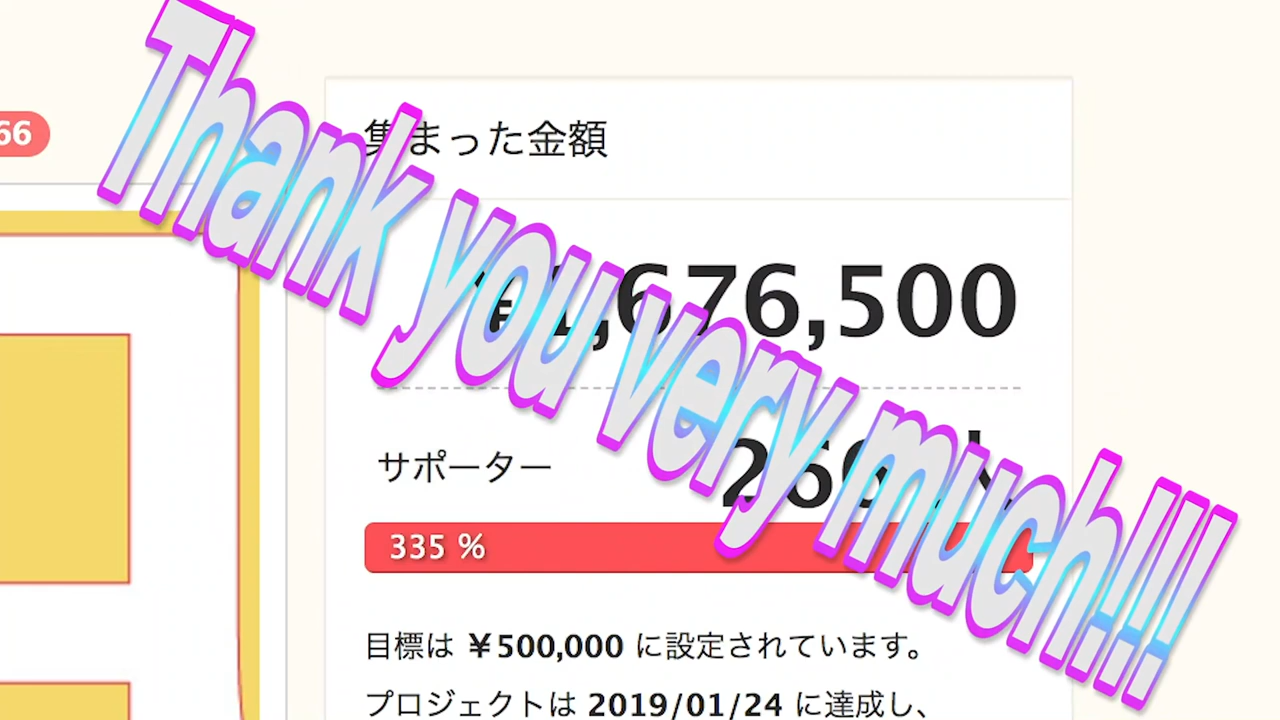 Thank you very much!!!
66
集まった金額
¥1,676,500
サポーター
335 %
目標は ¥500,000 に設定されています。
プロジェクトは 2019/01/24 に達成し、